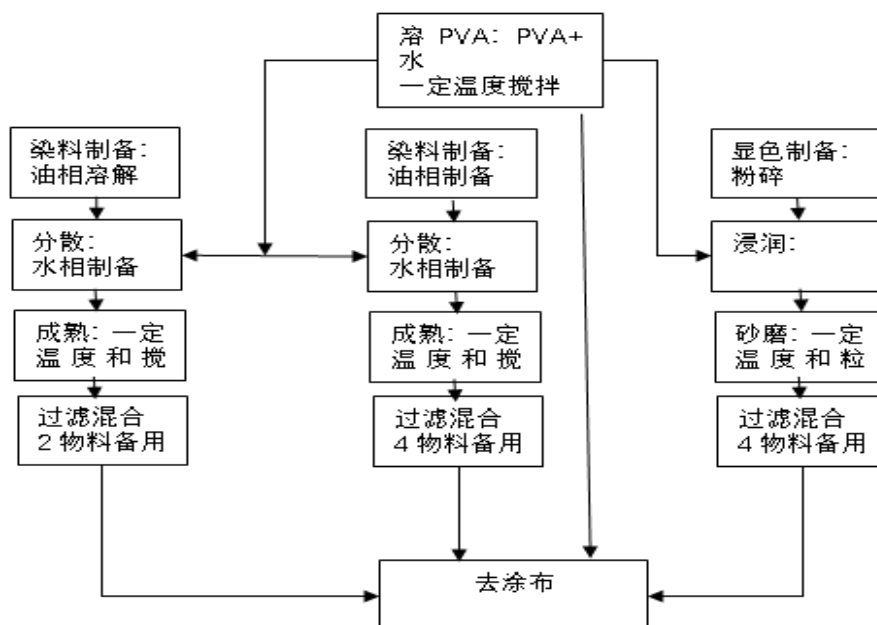 溶 PVA: PVA+
水
一定温度搅拌
染料制备:
油相溶解
染料制备:
油相制备
显色制备:
粉碎
分散:
水相制备
分散:
水相制备
浸润:
成熟: 一定
温度和搅
成熟: 一定
温度和搅
砂磨: 一定
温度和粒
过滤混合
2物料备用
过滤混合
4物料备用
过滤混合
4物料备用
去涂布